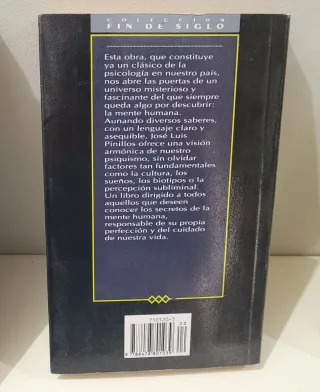 COLECCION
FIN DE SIGLO
Esta obra, que constituye
ya un clásico de la
psicología en nuestro país,
nos abre las puertas de un
universo misterioso y
fascinante del que siempre
queda algo por descubrir:
la mente humana.
Aunando diversos saberes,
con un lenguaje claro y
asequible, José Luis
Pinillos ofrece una visión
armónica de nuestro
psiquismo, sin olvidar
factores tan fundamentales
como la cultura, los
sueños, los biotipos o la
percepción subliminal.
Un libro dirigido a todos
aquellos que deseen
conocer los secretos de la
mente humana,
responsable de su propia
perfección y del cuidado
de nuestra vida.